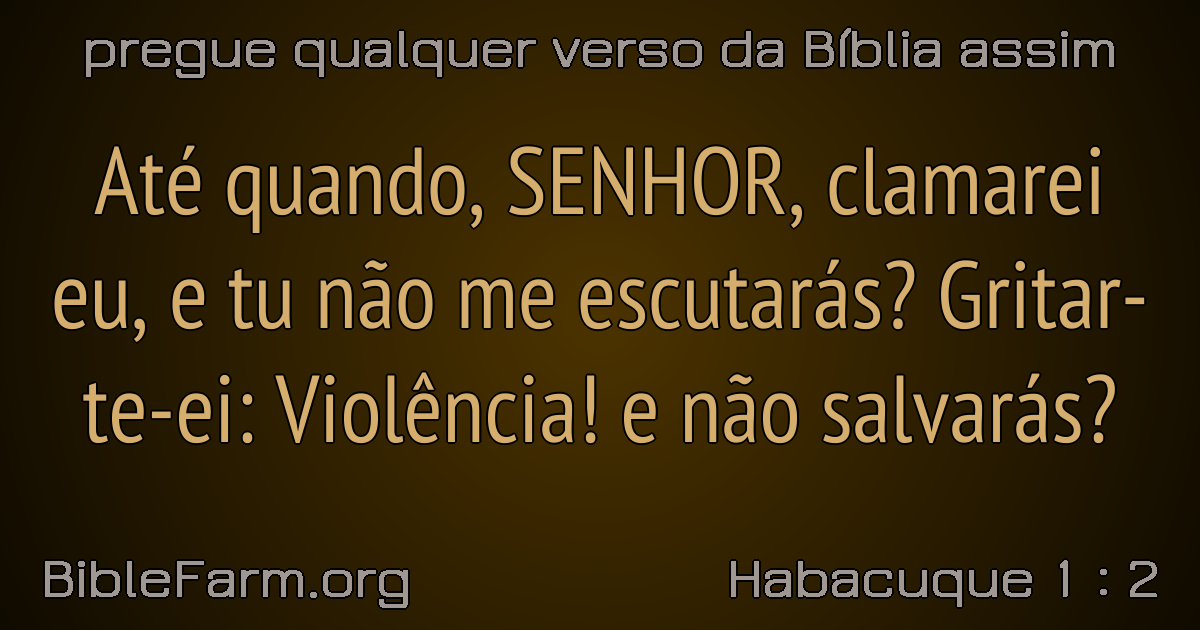 pregue qualquer verso da Bíblia assim
Até quando, SENHOR, clamarei
eu, e tu não me escutarás? Gritar-
te-ei: Violência! e não salvarás?
BibleFarm.org
Habacuque 1 : 2